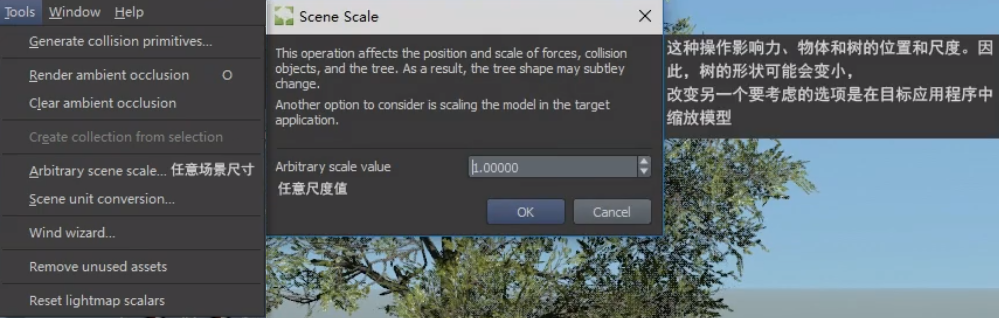 Tools Window Help
Generate collision primitives...
Render ambient occlusion O
Clear ambient occlusion
Create collection from selection
Arbitrary scene scale... 任意场景尺寸
Scene unit conversion...
Wind wizard...
Remove unused assets
Reset lightmap scalars
Scene Scale
This operation affects the position and scale of forces, collision
objects, and the tree. As a result, the tree shape may subtley
change.
Another option to consider is scaling the model in the target
application.
Arbitrary scale value 1.00000
任意尺度值
OK Cancel
这种操作影响力、物体和树的位置和尺度。因
此，树的形状可能会变小，
改变另一个要考虑的选项是在目标应用程序中
缩放模型